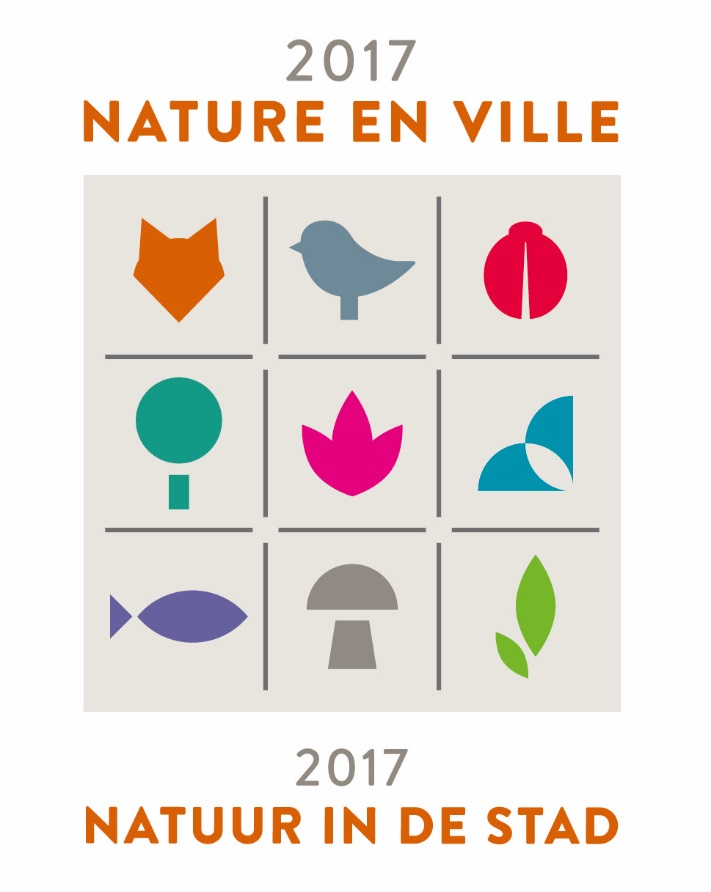 2017
NATURE EN VILLE
2017
NATUUR IN DE STAD